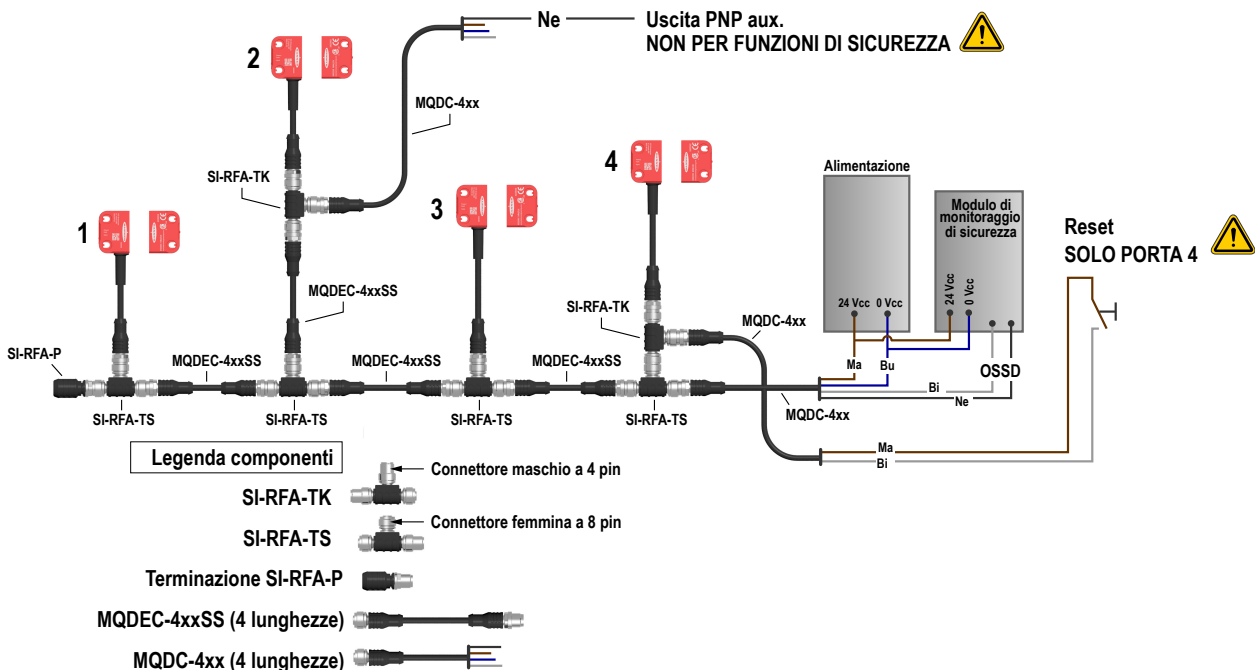 Ne
Uscita PNP aux.
NON PER FUNZIONI DI SICUREZZA
2
MQDC-4xx
4
SI-RFA-TK
Alimentazione
3
Modulo di
monitoraggio
di sicurezza
1
Reset
SOLO PORTA 4
MQDEC-4xxSS
SI-RFA-TK
24 Vcc
0 Vcc
24 Vcc
0 Vcc
MQDC-4xx
SI-RFA-P
MQDEC-4xxSS
MQDEC-4xxSS
MQDEC-4xxSS
Ma
Bu
OSSD
Bi
Ne
MQDC-4xx
SI-RFA-TS
SI-RFA-TS
SI-RFA-TS
SI-RFA-TS
Ma
Bi
Legenda componenti
Connettore maschio a 4 pin
SI-RFA-TK
Connettore femmina a 8 pin
SI-RFA-TS
Terminazione SI-RFA-P
MQDEC-4xxSS (4 lunghezze)
MQDC-4xx (4 lunghezze)